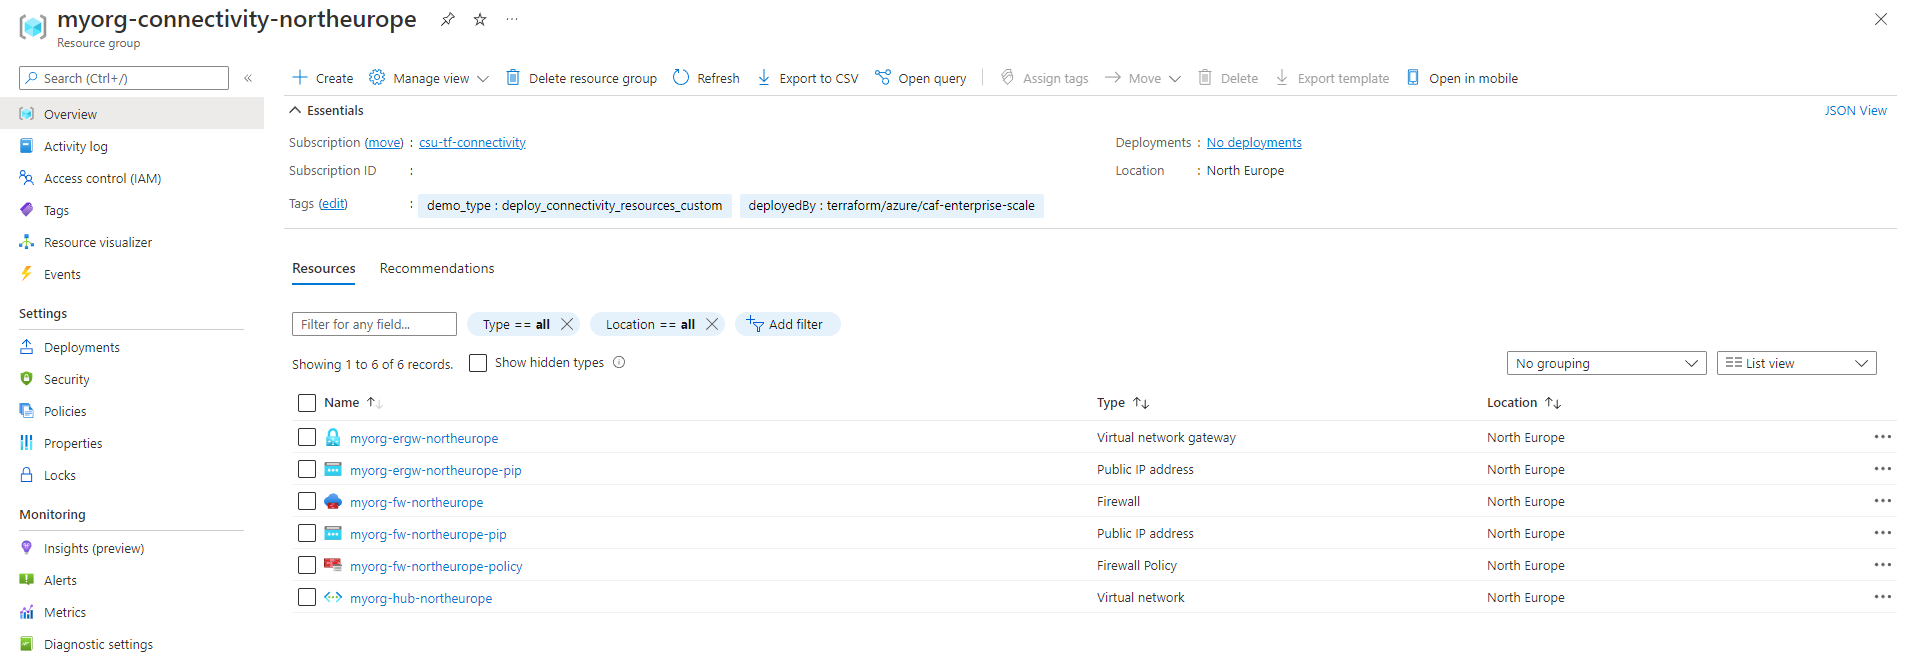 myorg-connectivity-northeurope
Resource group
Search (Ctrl+/)
Create Manage view Delete resource group Refresh Export to CSV Open query Assign tags Move Delete Export template Open in mobile
Overview
Activity log
Access control (IAM)
Tags
Resource visualizer
Events
Settings
Deployments
Security
Policies
Properties
Locks
Monitoring
Insights (preview)
Alerts
Metrics
Diagnostic settings
Essentials
JSON View
Subscription (move) : csu-tf-connectivity
Deployments : No deployments
Subscription ID :
Location : North Europe
Tags (edit) : demo_type : deploy_connectivity_resources_custom deployedBy : terraform/azure/caf-enterprise-scale
Resources Recommendations
Filter for any field... Type == all Location == all Add filter
Showing 1 to 6 of 6 records. Show hidden types
No grouping List view
Name Type Location
myorg-ergw-northeurope Virtual network gateway North Europe
myorg-ergw-northeurope-pip Public IP address North Europe
myorg-fw-northeurope Firewall North Europe
myorg-fw-northeurope-pip Public IP address North Europe
myorg-fw-northeurope-policy Firewall Policy North Europe
myorg-hub-northeurope Virtual network North Europe